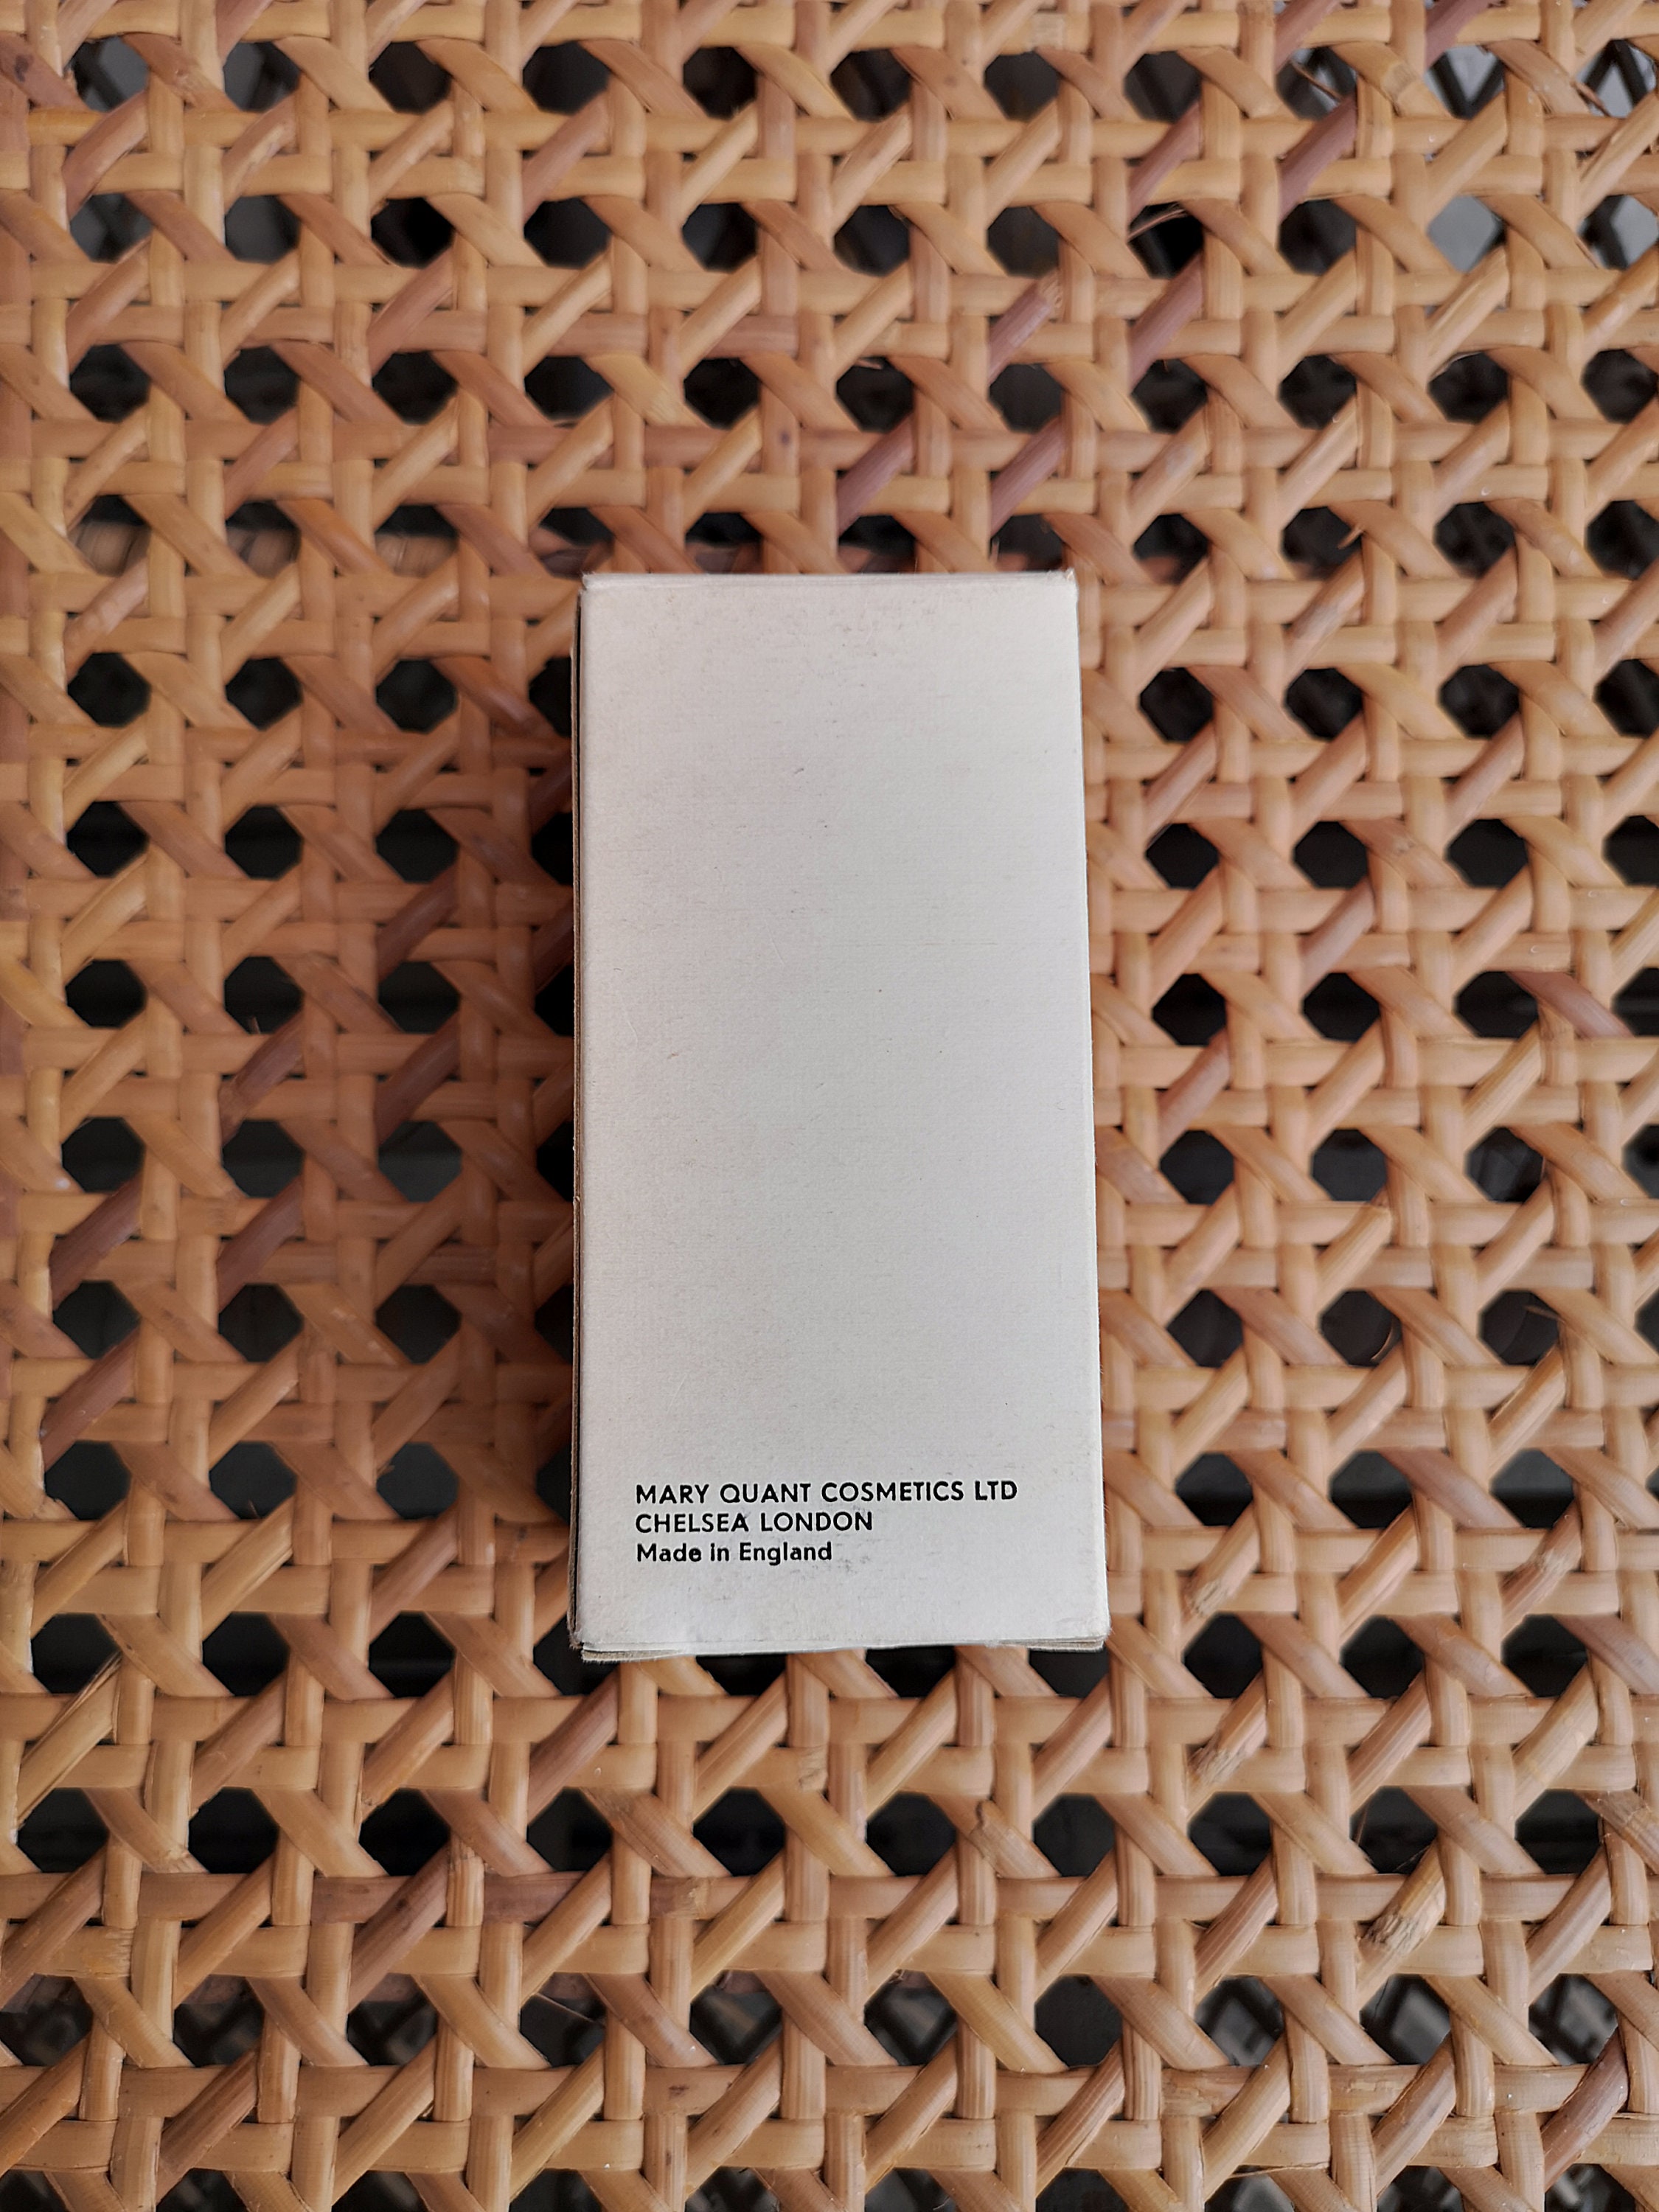 MARY QUANT COSMETICS LTD
CHELSEA LONDON
Made in England